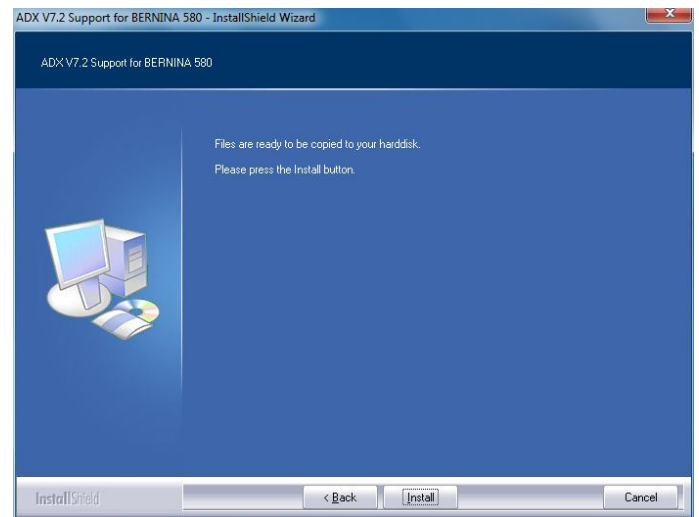 ADX V7.2 Support for BERNINA 580 - InstallShield Wizard
ADX V7.2 Support for BERNINA 580
Files are ready to be copied to your harddisk.
Please press the Install button.
InstallShield
< Back
Install
Cancel